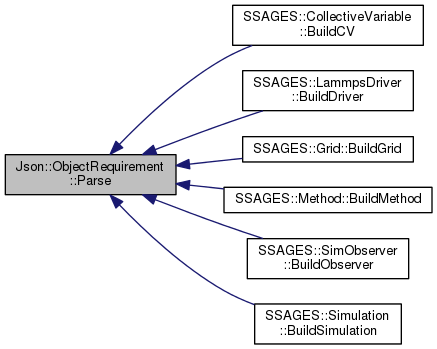 SSAGES::CollectiveVariable
::BuildCV
SSAGES::LammpsDriver
::BuildDriver
SSAGES::Grid::BuildGrid
Json::ObjectRequirement
::Parse
SSAGES::Method::BuildMethod
SSAGES::SimObserver
::BuildObserver
SSAGES::Simulation
::BuildSimulation